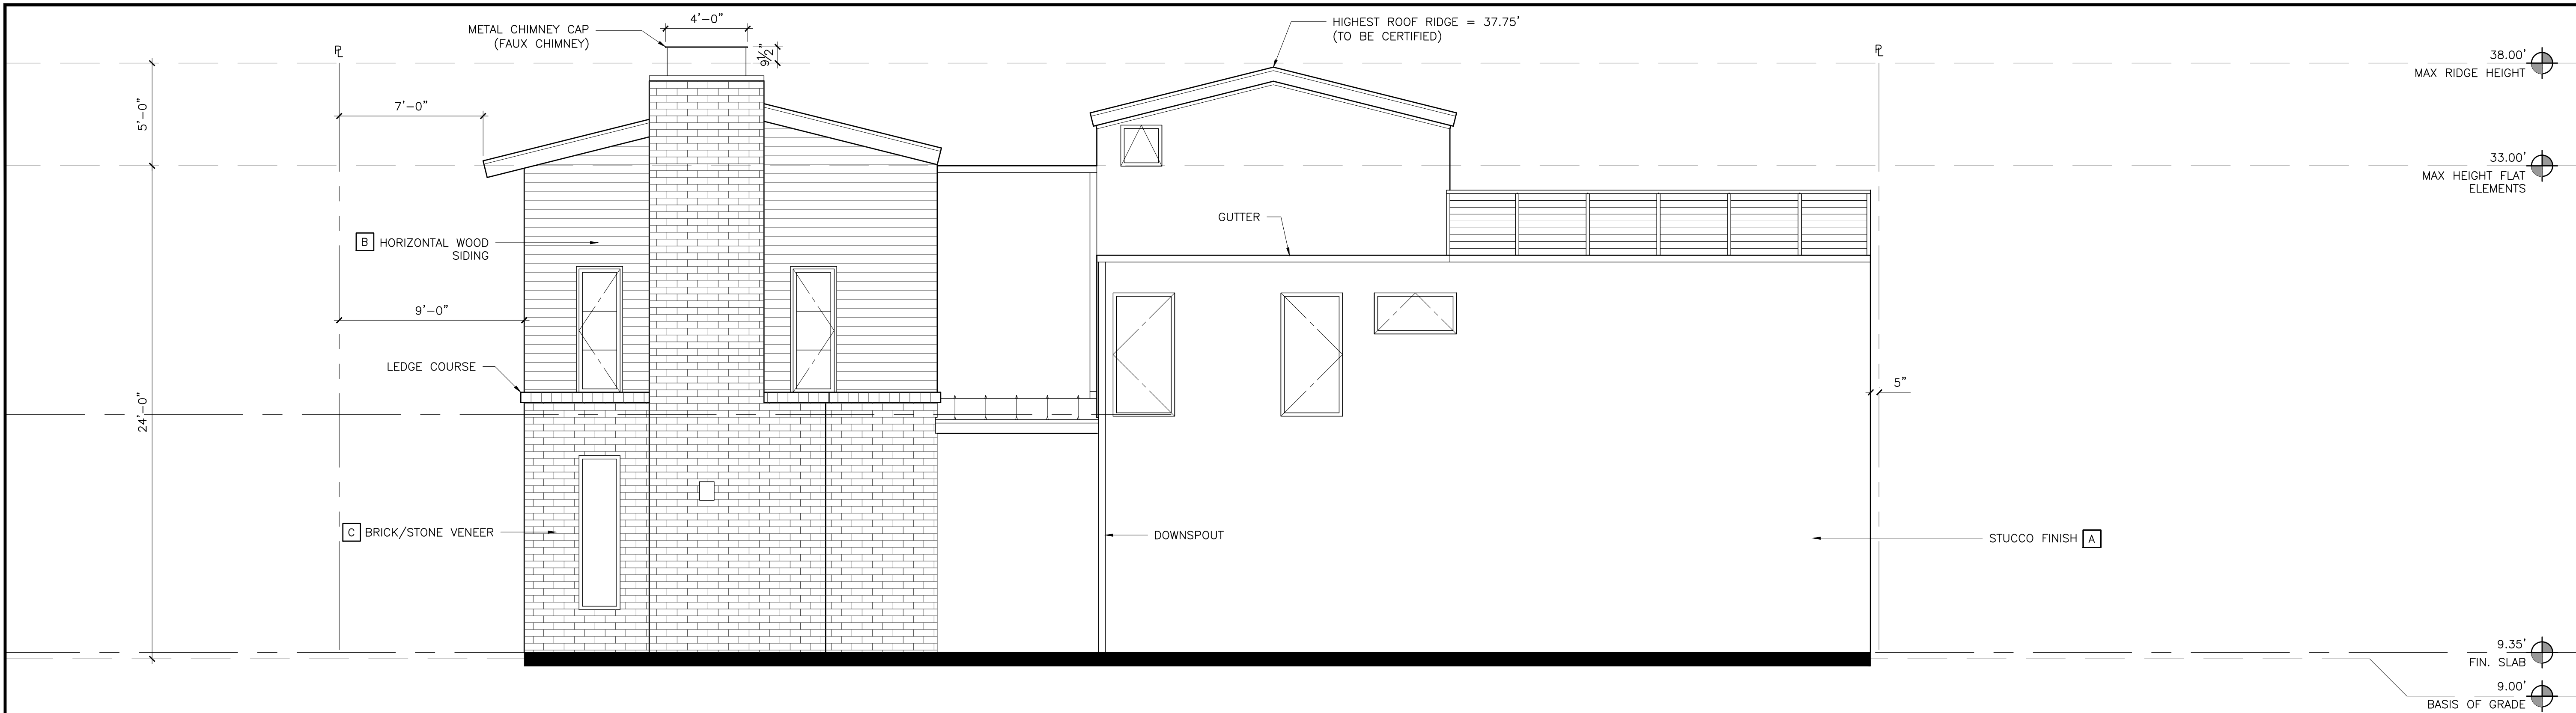 METAL CHIMNEY CAP
(FAUX CHIMNEY)
4'-0"
9½"
HIGHEST ROOF RIDGE = 37.75'
(TO BE CERTIFIED)
PL
PL
38.00'
MAX RIDGE HEIGHT
5'-0"
7'-0"
33.00'
MAX HEIGHT FLAT
ELEMENTS
GUTTER
B HORIZONTAL WOOD
SIDING
9'-0"
LEDGE COURSE
24'-0"
5"
C BRICK/STONE VENEER
DOWNSPOUT
STUCCO FINISH A
9.35'
FIN. SLAB
9.00'
BASIS OF GRADE